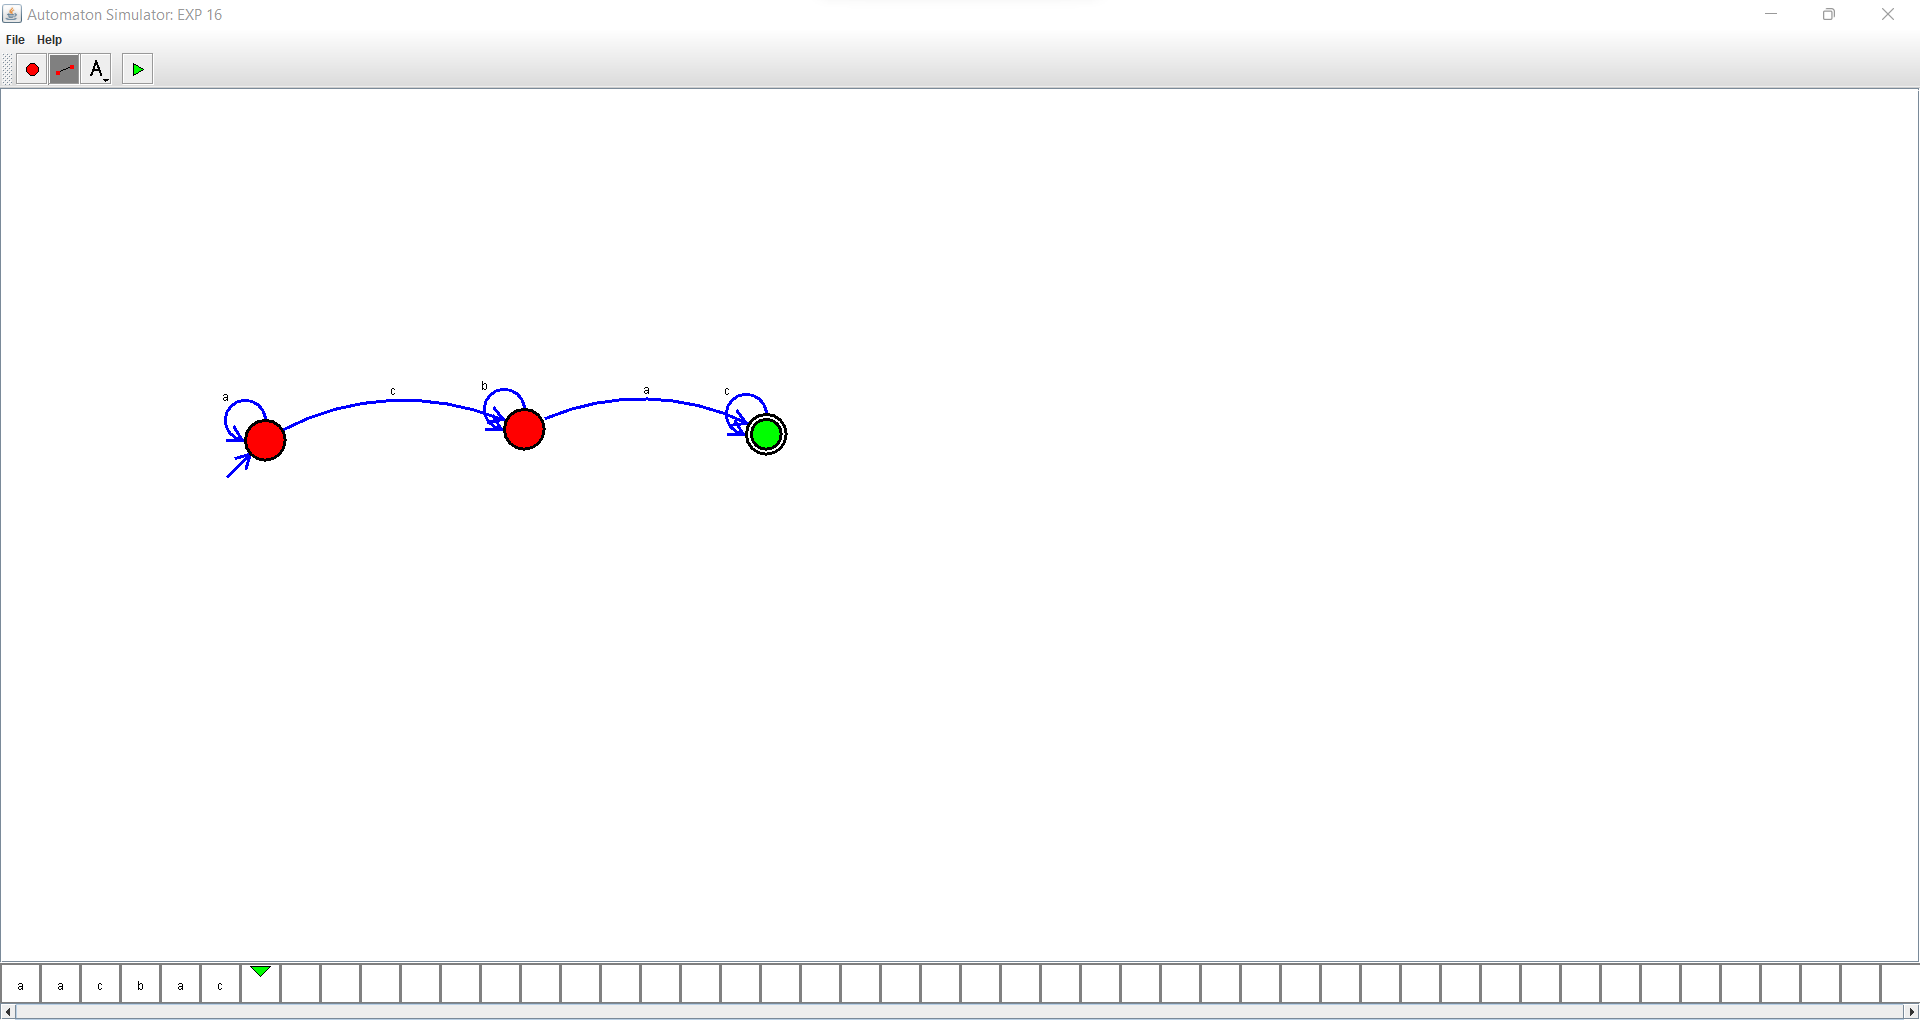 Automaton Simulator: EXP 16
File Help
A
a c b a c
a a c b a c